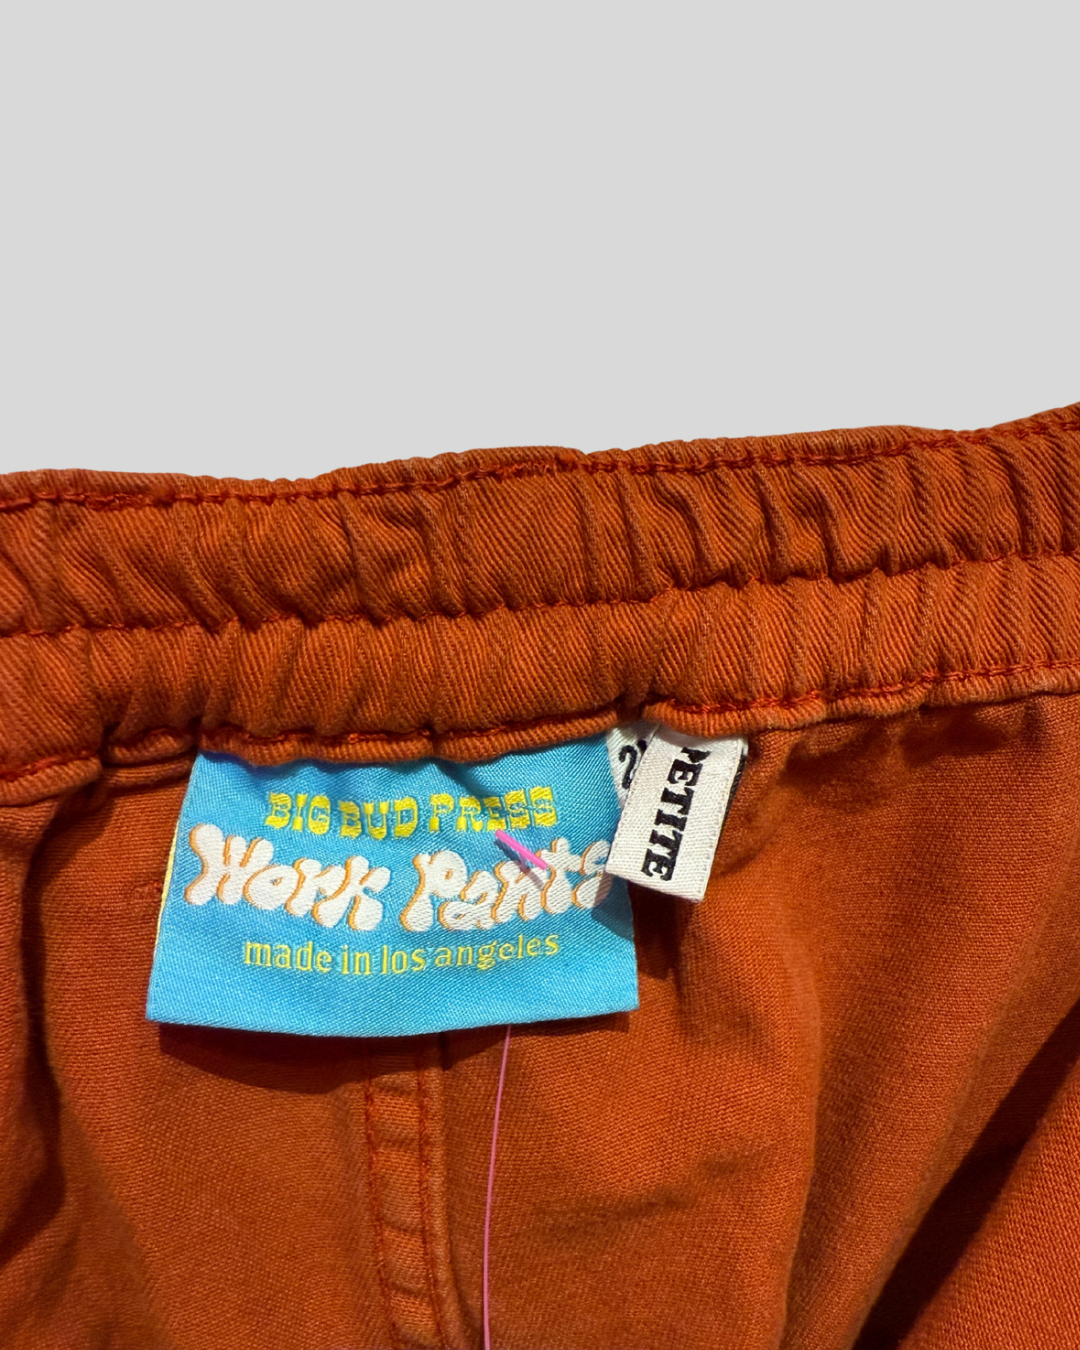 BIG BUD PRESS
Work Pants
made in los angeles
PETITE